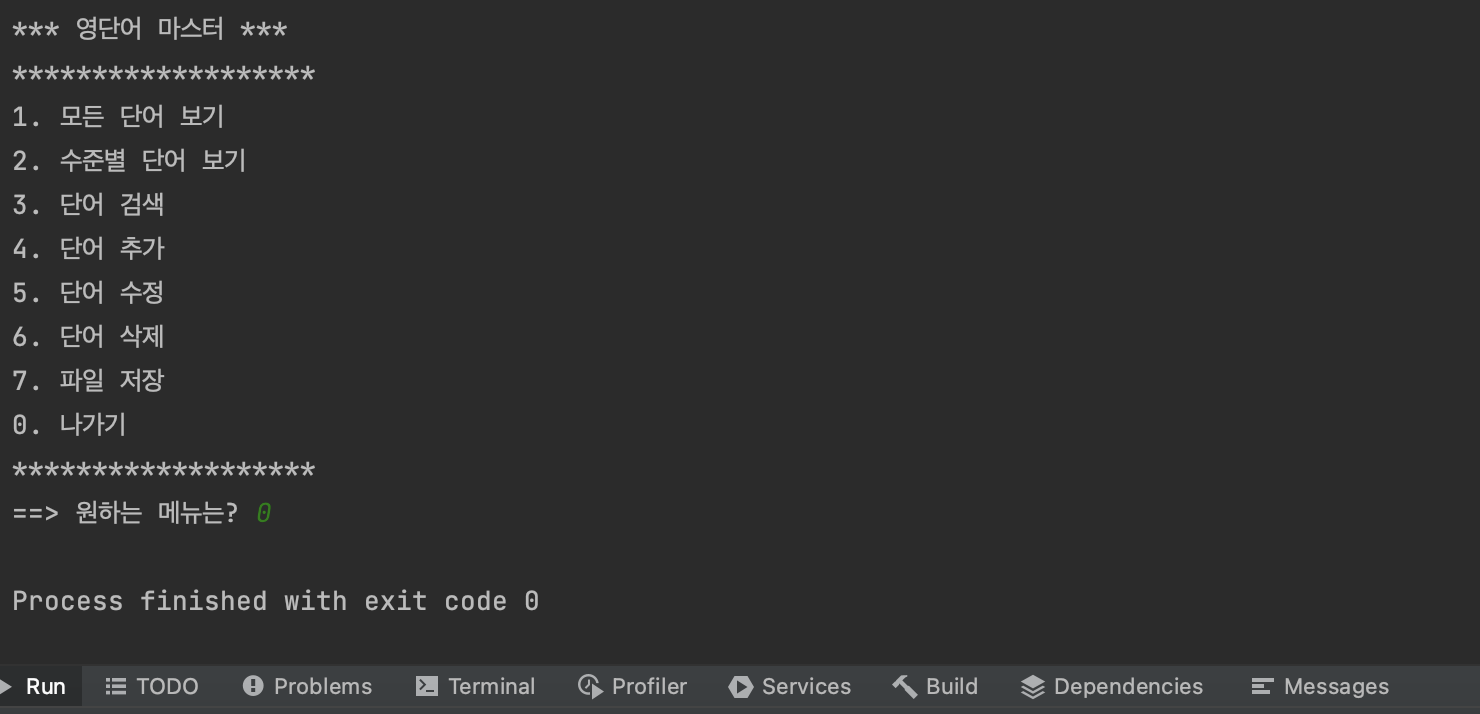 *** 영단어 마스터 ***
*******************
1. 모든 단어 보기
2. 수준별 단어 보기
3. 단어 검색
4. 단어 추가
5. 단어 수정
6. 단어 삭제
7. 파일 저장
0. 나가기
*******************
==> 원하는 메뉴는? 0
Process finished with exit code 0
Run TODO Problems Terminal Profiler Services Build Dependencies Messages